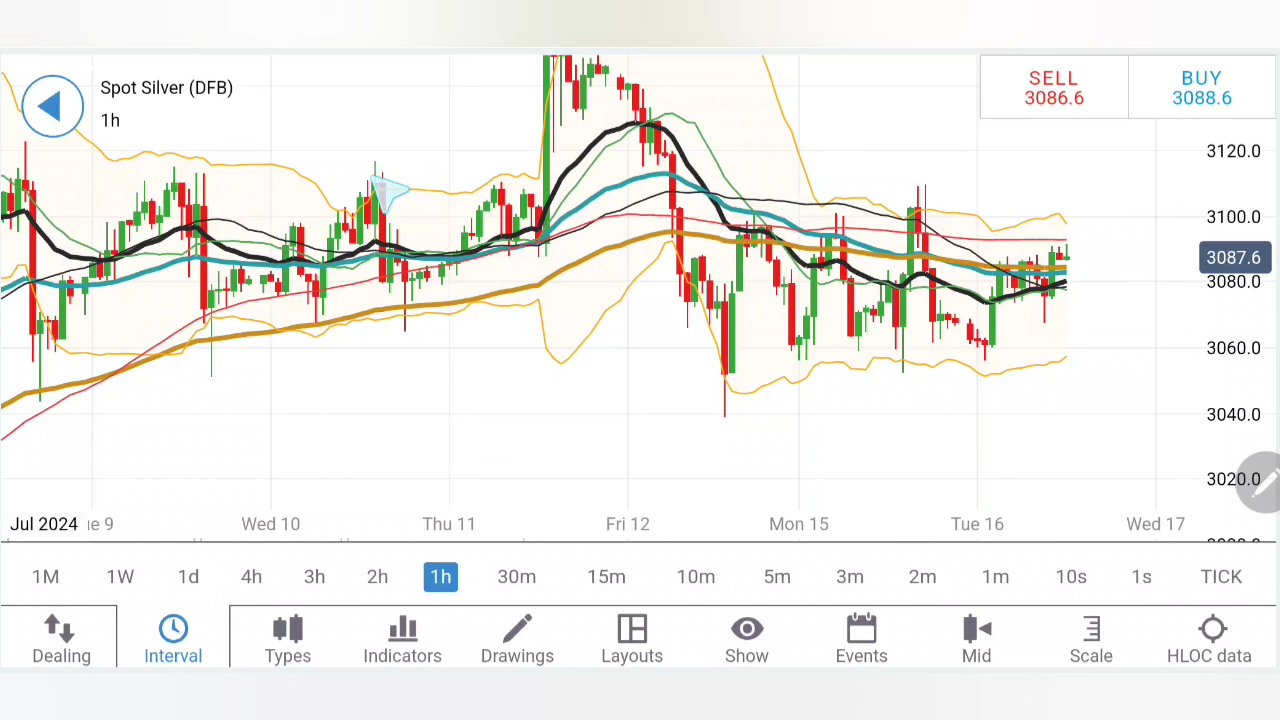 Spot Silver (DFB)
1h
SELL
3086.6
BUY
3088.6
3120.0
3100.0
3087.6
3080.0
3060.0
3040.0
3020.0
Jul 2024 e 9 Wed 10 Thu 11 Fri 12 Mon 15 Tue 16 Wed 17
1M 1W 1d 4h 3h 2h 1h 30m 15m 10m 5m 3m 2m 1m 10s 1s TICK
Dealing Interval Types Indicators Drawings Layouts Show Events Mid Scale HLOC data